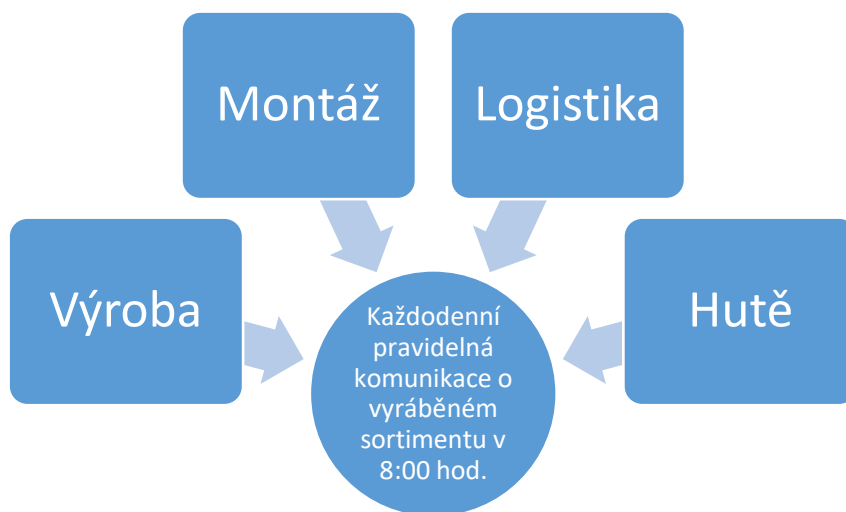 Montáž
Logistika
Výroba
Hutě
Každodenní
pravidelná
komunikace o
vyráběném
sortimentu v
8:00 hod.